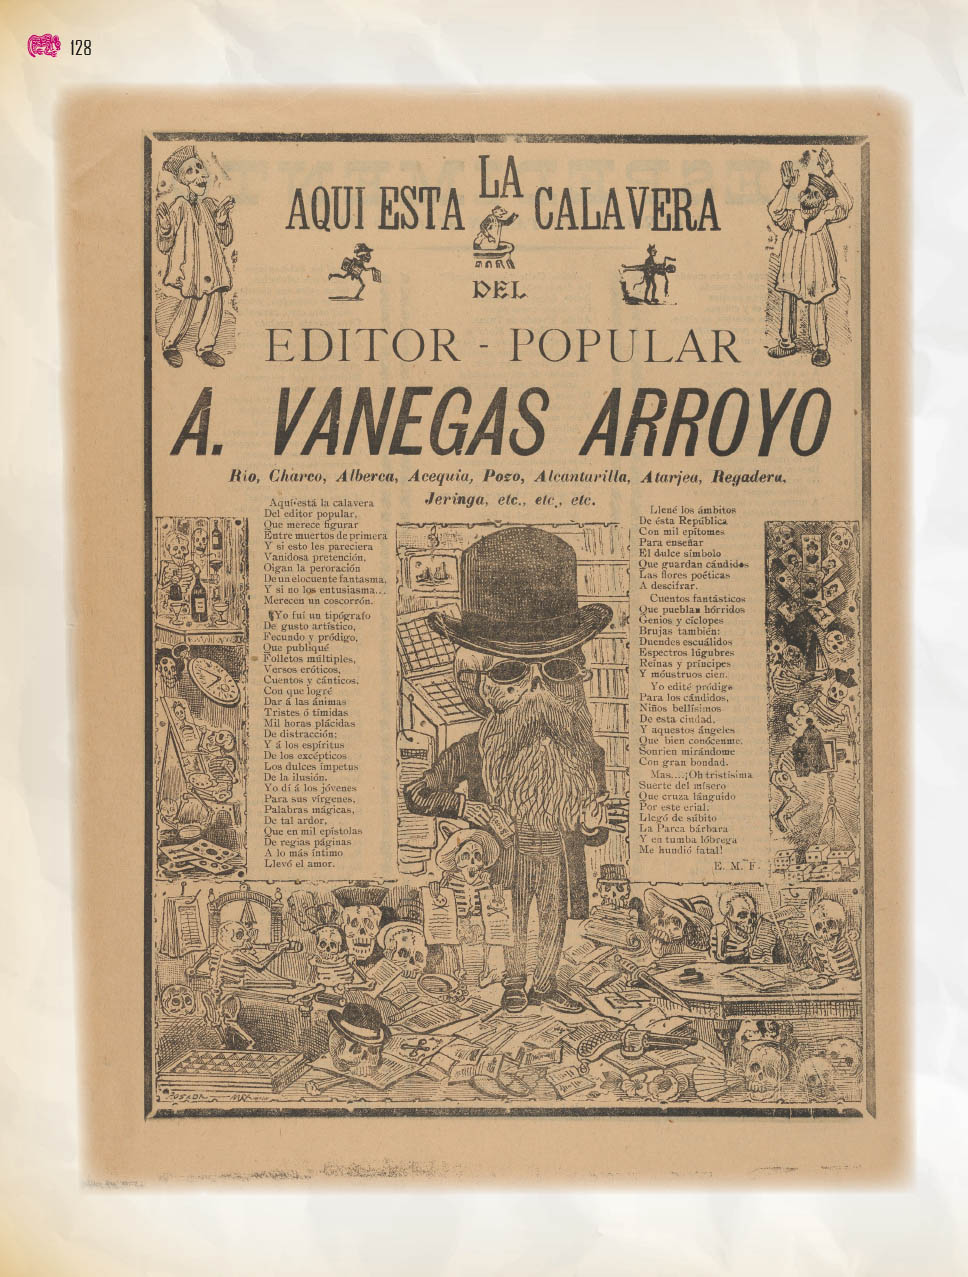 128
LA
AQUI ESTA CALAVERA
DEL
EDITOR - POPULAR
A. VANEGAS ARROYO
Río, Charco, Alberca, Acequia, Pozo, Alcantarilla, Atarjea, Regadera,
Jeringa, etc., etc., etc.
Aquí está la calavera
Del editor popular,
Que merece figurar
Entre muertos de primera
Y si esto les pareciera
Vanidosa pretención,
Oigan la peroración
De un elocuente fantasma,
Y si no los entusiasma...
Merecen un coscorrón.
Yo fuí un tipógrafo
De gusto artístico,
Fecundo y pródigo,
Que publiqué
Folletos múltiples,
Versos eróticos,
Cuentos y cánticos,
Con que logré
Dar á las ánimas
Tristes ó tímidas
Mil horas plácidas
De distracción;
Y á los espíritus
De los excépticos
Los dulces ímpetus
De la ilusión.
Yo dí á los jóvenes
Para sus vírgenes,
Palabras mágicas,
De tal ardor,
Que en mil epístolas
De regias páginas
A lo más íntimo
Llevó el amor.
Llené los ámbitos
De ésta República
Con mil epítomes
Para enseñar
El dulce símbolo
Que guardan cándidos
Las flores poéticas
A descifrar.
Cuentos fantásticos
Que pueblan hórridos
Genios y cíclopes
Brujas también:
Duendes escuálidos
Espectros lúgubres
Reinas y príncipes
Y móustruos cien.
Yo edité pródigo
Para los cándidos,
Niños bellísimos
De esta ciudad,
Y aquestos ángeles
Que bien conócenme,
Sonrien mirándome
Con gran bondad.
Mas....¡Oh tristísima
Suerte del mísero
Que cruza lánguido
Por este erial.
Llegó de súbito
La Parca bárbara
Y en tumba lóbrega
Me hundió fatal!
E. M. F.
POSADA